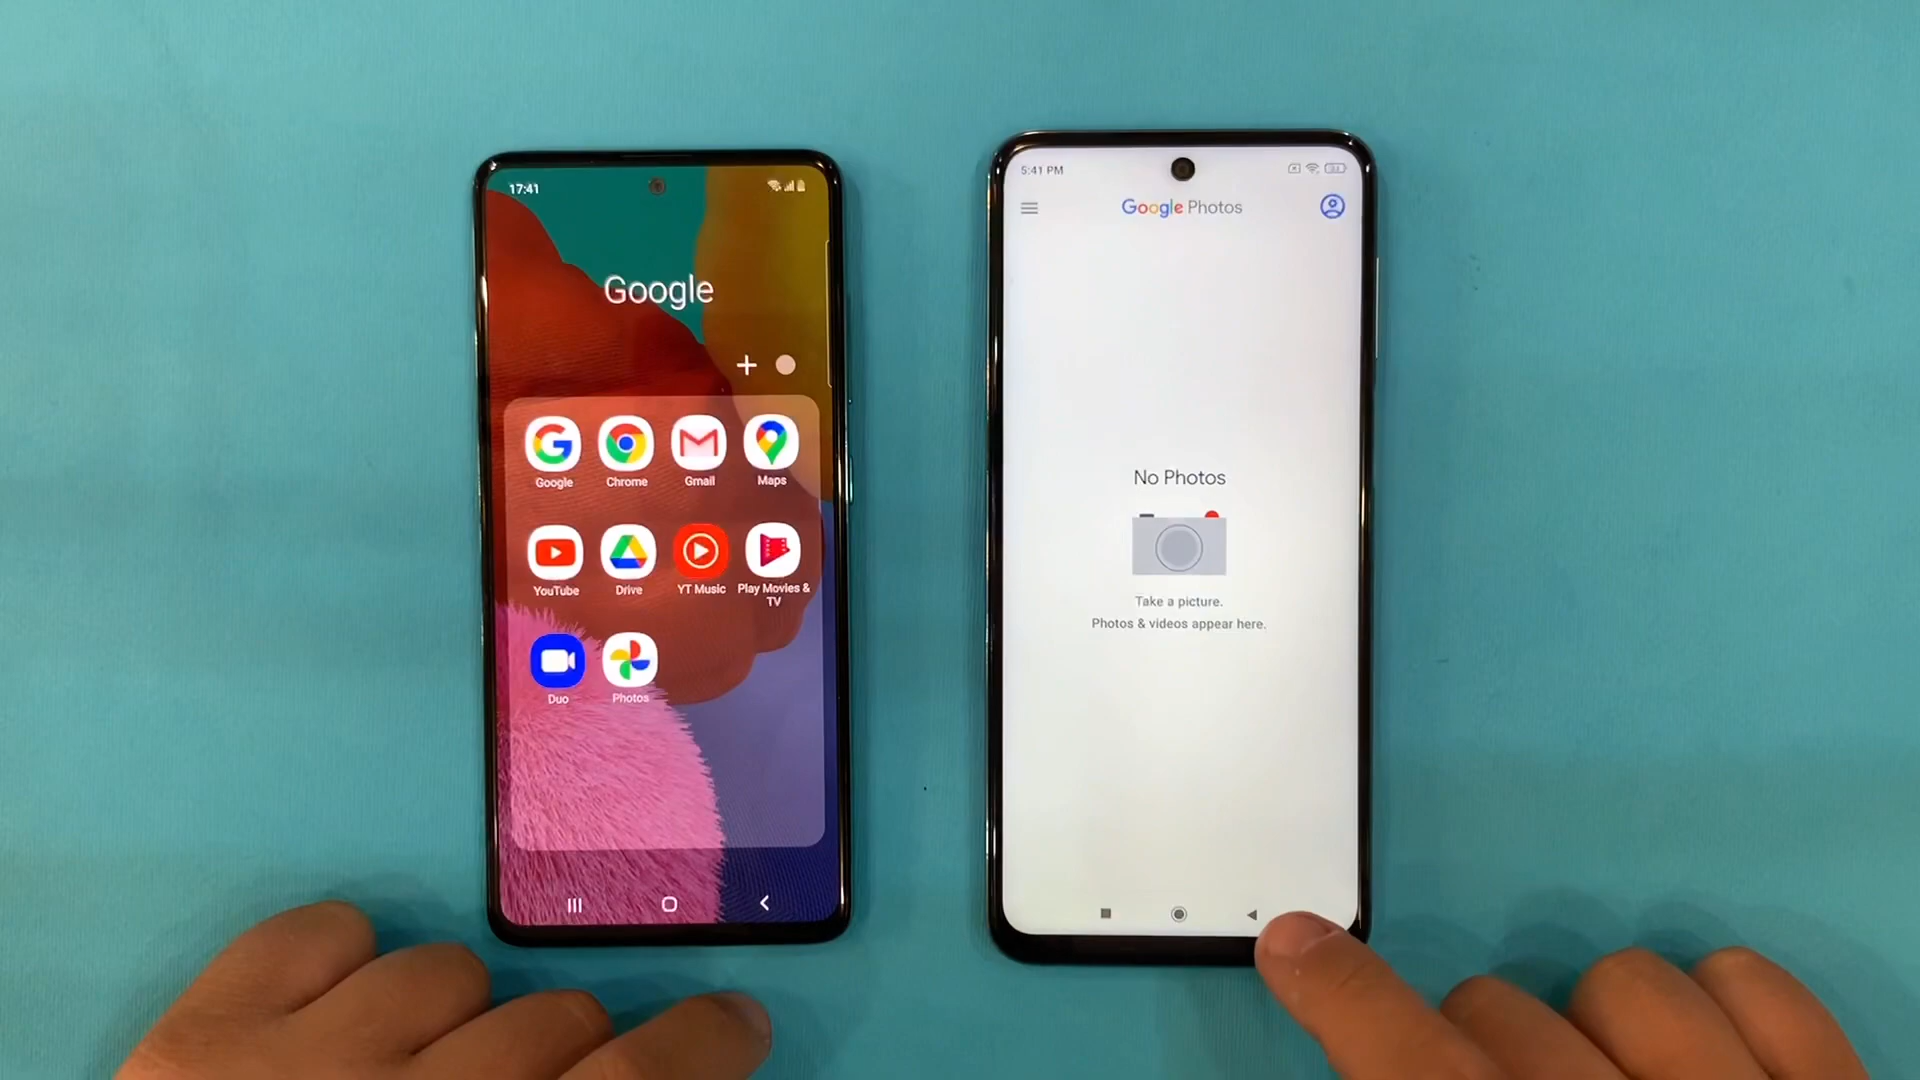 17:41
Google
Google
Chrome
Gmail
Maps
YouTube
Drive
YT Music
Play Movies &
TV
Duo
Photos
5:41 PM
Google Photos
No Photos
Take a picture.
Photos & videos appear here.